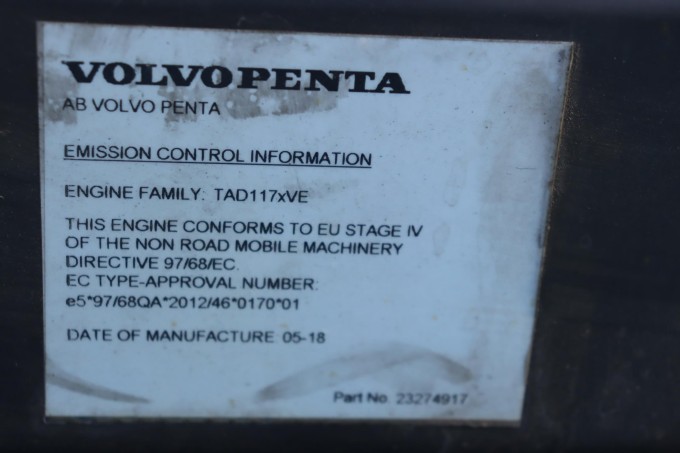 VOLVO PENTA
AB VOLVO PENTA
EMISSION CONTROL INFORMATION
ENGINE FAMILY: TAD117xVE
THIS ENGINE CONFORMS TO EU STAGE IV
OF THE NON ROAD MOBILE MACHINERY
DIRECTIVE 97/68/EC.
EC TYPE-APPROVAL NUMBER:
e5*97/68QA*2012/46*0170*01
DATE OF MANUFACTURE: 05-18
Part No. 23274917